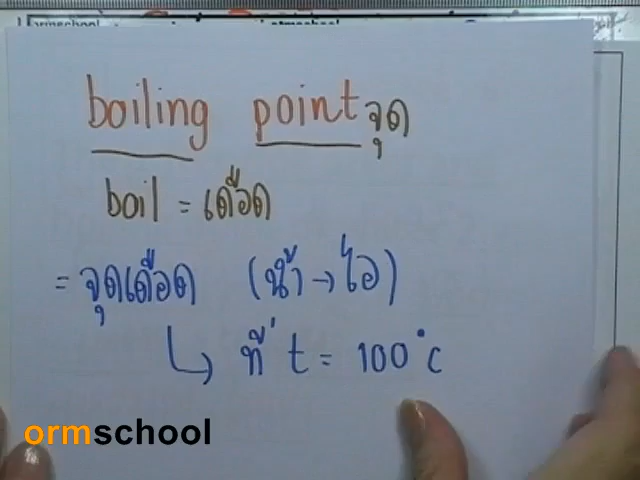 ormschool
boiling point จุด
boil = เดือด
= จุดเดือด (น้ำ → ไอ)
↳ ที่ t = 100°c
ormschool